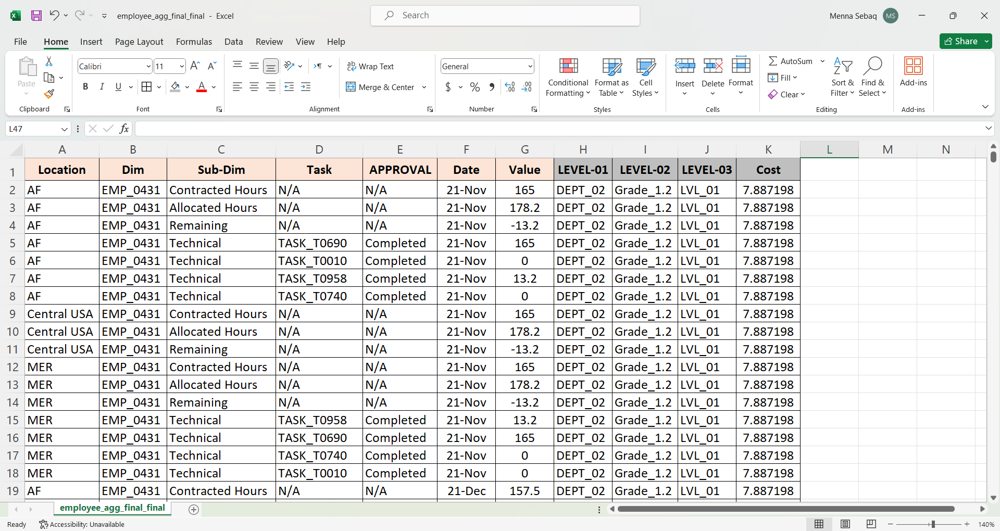 employee_agg_final_final - Excel
Search
Menna Sebaq MS
File Home Insert Page Layout Formulas Data Review View Help
Share
Paste
Clipboard
Calibri 11
B I U A
Font
Wrap Text
Merge & Center
Alignment
General
$ %
Number
Conditional Formatting
Format as Table
Cell Styles
Styles
Insert Delete Format
Cells
AutoSum
Fill
Clear
Sort & Filter
Find & Select
Editing
Add-ins
Add-ins
L47 fx
A B C D E F G H I J K L M N
1 Location Dim Sub-Dim Task APPROVAL Date Value LEVEL-01 LEVEL-02 LEVEL-03 Cost
2 AF EMP_0431 Contracted Hours N/A N/A 21-Nov 165 DEPT_02 Grade_1.2 LVL_01 7.887198
3 AF EMP_0431 Allocated Hours N/A N/A 21-Nov 178.2 DEPT_02 Grade_1.2 LVL_01 7.887198
4 AF EMP_0431 Remaining N/A N/A 21-Nov -13.2 DEPT_02 Grade_1.2 LVL_01 7.887198
5 AF EMP_0431 Technical TASK_T0690 Completed 21-Nov 165 DEPT_02 Grade_1.2 LVL_01 7.887198
6 AF EMP_0431 Technical TASK_T0010 Completed 21-Nov 0 DEPT_02 Grade_1.2 LVL_01 7.887198
7 AF EMP_0431 Technical TASK_T0958 Completed 21-Nov 13.2 DEPT_02 Grade_1.2 LVL_01 7.887198
8 AF EMP_0431 Technical TASK_T0740 Completed 21-Nov 0 DEPT_02 Grade_1.2 LVL_01 7.887198
9 Central USA EMP_0431 Contracted Hours N/A N/A 21-Nov 165 DEPT_02 Grade_1.2 LVL_01 7.887198
10 Central USA EMP_0431 Allocated Hours N/A N/A 21-Nov 178.2 DEPT_02 Grade_1.2 LVL_01 7.887198
11 Central USA EMP_0431 Remaining N/A N/A 21-Nov -13.2 DEPT_02 Grade_1.2 LVL_01 7.887198
12 MER EMP_0431 Contracted Hours N/A N/A 21-Nov 165 DEPT_02 Grade_1.2 LVL_01 7.887198
13 MER EMP_0431 Allocated Hours N/A N/A 21-Nov 178.2 DEPT_02 Grade_1.2 LVL_01 7.887198
14 MER EMP_0431 Remaining N/A N/A 21-Nov -13.2 DEPT_02 Grade_1.2 LVL_01 7.887198
15 MER EMP_0431 Technical TASK_T0958 Completed 21-Nov 13.2 DEPT_02 Grade_1.2 LVL_01 7.887198
16 MER EMP_0431 Technical TASK_T0690 Completed 21-Nov 165 DEPT_02 Grade_1.2 LVL_01 7.887198
17 MER EMP_0431 Technical TASK_T0740 Completed 21-Nov 0 DEPT_02 Grade_1.2 LVL_01 7.887198
18 MER EMP_0431 Technical TASK_T0010 Completed 21-Nov 0 DEPT_02 Grade_1.2 LVL_01 7.887198
19 AF EMP_0431 Contracted Hours N/A N/A 21-Dec 157.5 DEPT_02 Grade_1.2 LVL_01 7.887198
employee_agg_final_final
Ready Accessibility: Unavailable 140%